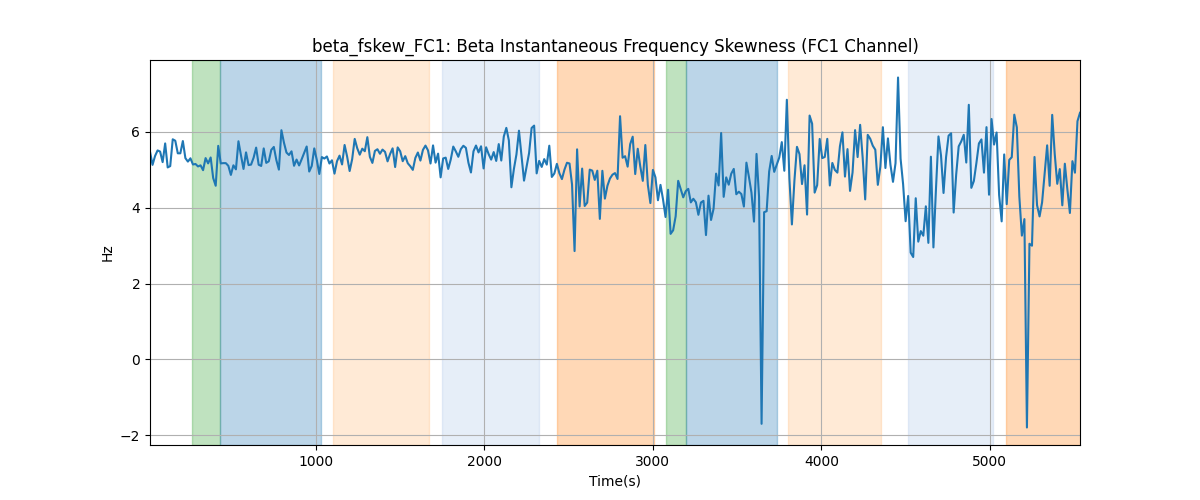 beta_fskew_FC1: Beta Instantaneous Frequency Skewness (FC1 Channel)
6
4
2
0
−2
Hz
1000 2000 3000 4000 5000
Time(s)